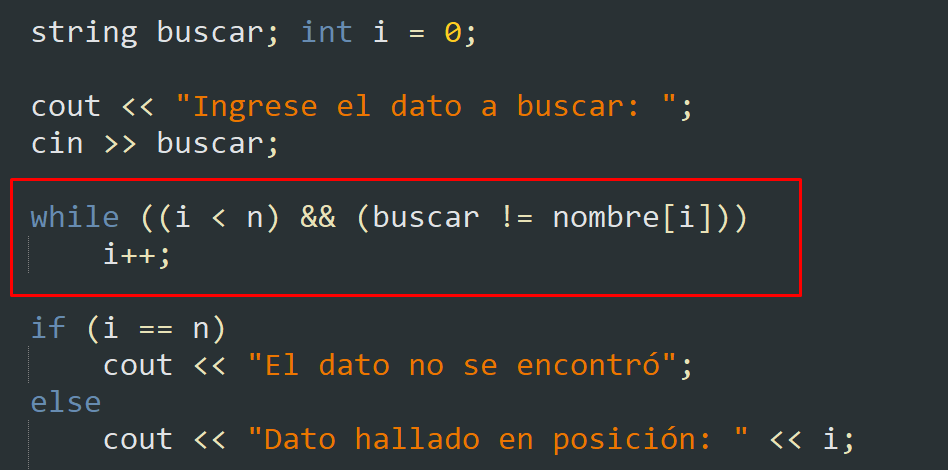 string buscar; int i = 0;
cout << "Ingrese el dato a buscar: ";
cin >> buscar;
while ((i < n) && (buscar != nombre[i]))
i++;
if (i == n)
cout << "El dato no se encontró";
else
cout << "Dato hallado en posición: " << i;